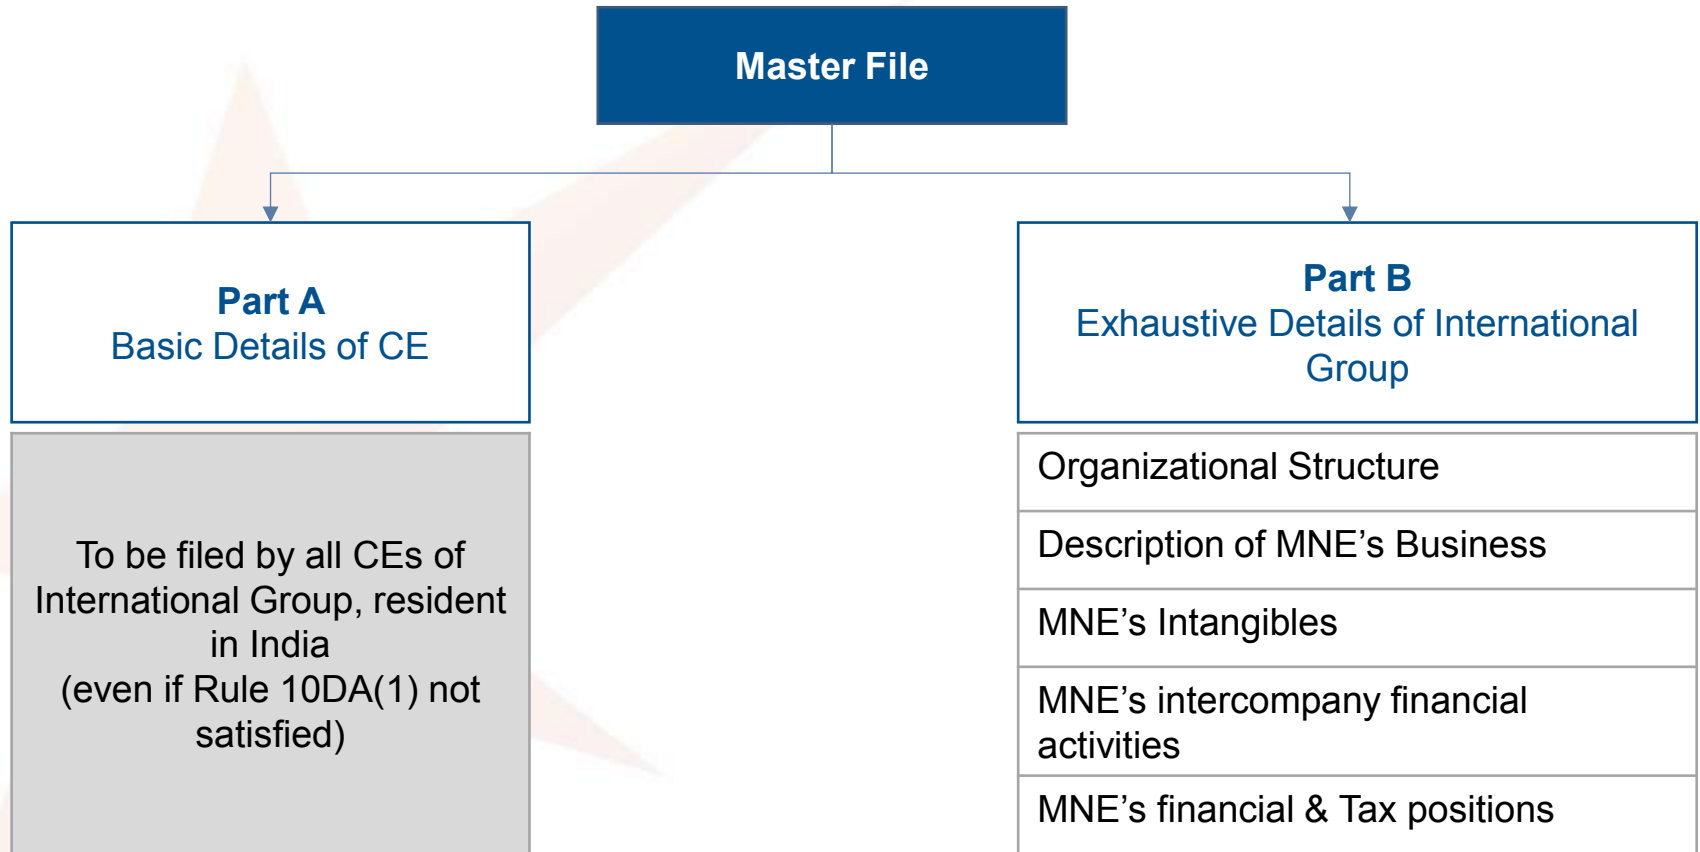 Master File
Part A
Basic Details of CE
To be filed by all CEs of
International Group, resident
in India
(even if Rule 10DA(1) not
satisfied)
Part B
Exhaustive Details of International
Group
Organizational Structure
Description of MNE’s Business
MNE’s Intangibles
MNE’s intercompany financial
activities
MNE’s financial & Tax positions